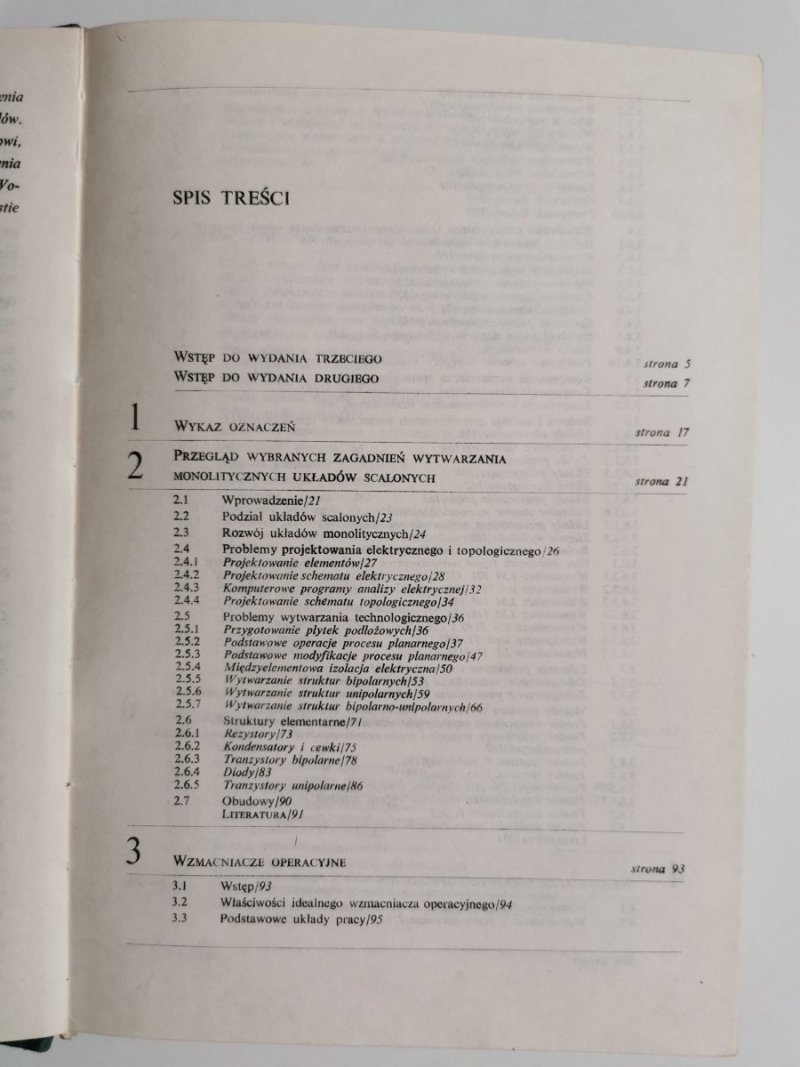 enia
lów.
owi,
enia
Wo-
stie
SPIS TREŚCI
WSTĘP DO WYDANIA TRZECIEGO strona 5
WSTĘP DO WYDANIA DRUGIEGO strona 7
1 WYKAZ OZNACZEŃ strona 17
2 PRZEGLĄD WYBRANYCH ZAGADNIEŃ WYTWARZANIA
MONOLITYCZNYCH UKŁADÓW SCALONYCH strona 21
2.1 Wprowadzenie/21
2.2 Podział układów scalonych/23
2.3 Rozwój układów monolitycznych/24
2.4 Problemy projektowania elektrycznego i topologicznego/26
2.4.1 Projektowanie elementów/27
2.4.2 Projektowanie schematu elektrycznego/28
2.4.3 Komputerowe programy analizy elektrycznej/32
2.4.4 Projektowanie schematu topologicznego/34
2.5 Problemy wytwarzania technologicznego/36
2.5.1 Przygotowanie płytek podłożowych/36
2.5.2 Podstawowe operacje procesu planarnego/37
2.5.3 Podstawowe modyfikacje procesu planarnego/47
2.5.4 Międzyelementowa izolacja elektryczna/50
2.5.5 Wytwarzanie struktur bipolarnych/53
2.5.6 Wytwarzanie struktur unipolarnych/59
2.5.7 Wytwarzanie struktur bipolarno-unipolarnych/66
2.6 Struktury elementarne/71
2.6.1 Rezystory/73
2.6.2 Kondensatory i cewki/75
2.6.3 Tranzystory bipolarne/78
2.6.4 Diody/83
2.6.5 Tranzystory unipolarne/86
2.7 Obudowy/90
LITERATURA/91
3 WZMACNIACZE OPERACYJNE strona 93
3.1 Wstęp/93
3.2 Właściwości idealnego wzmacniacza operacyjnego/94
3.3 Podstawowe układy pracy/95